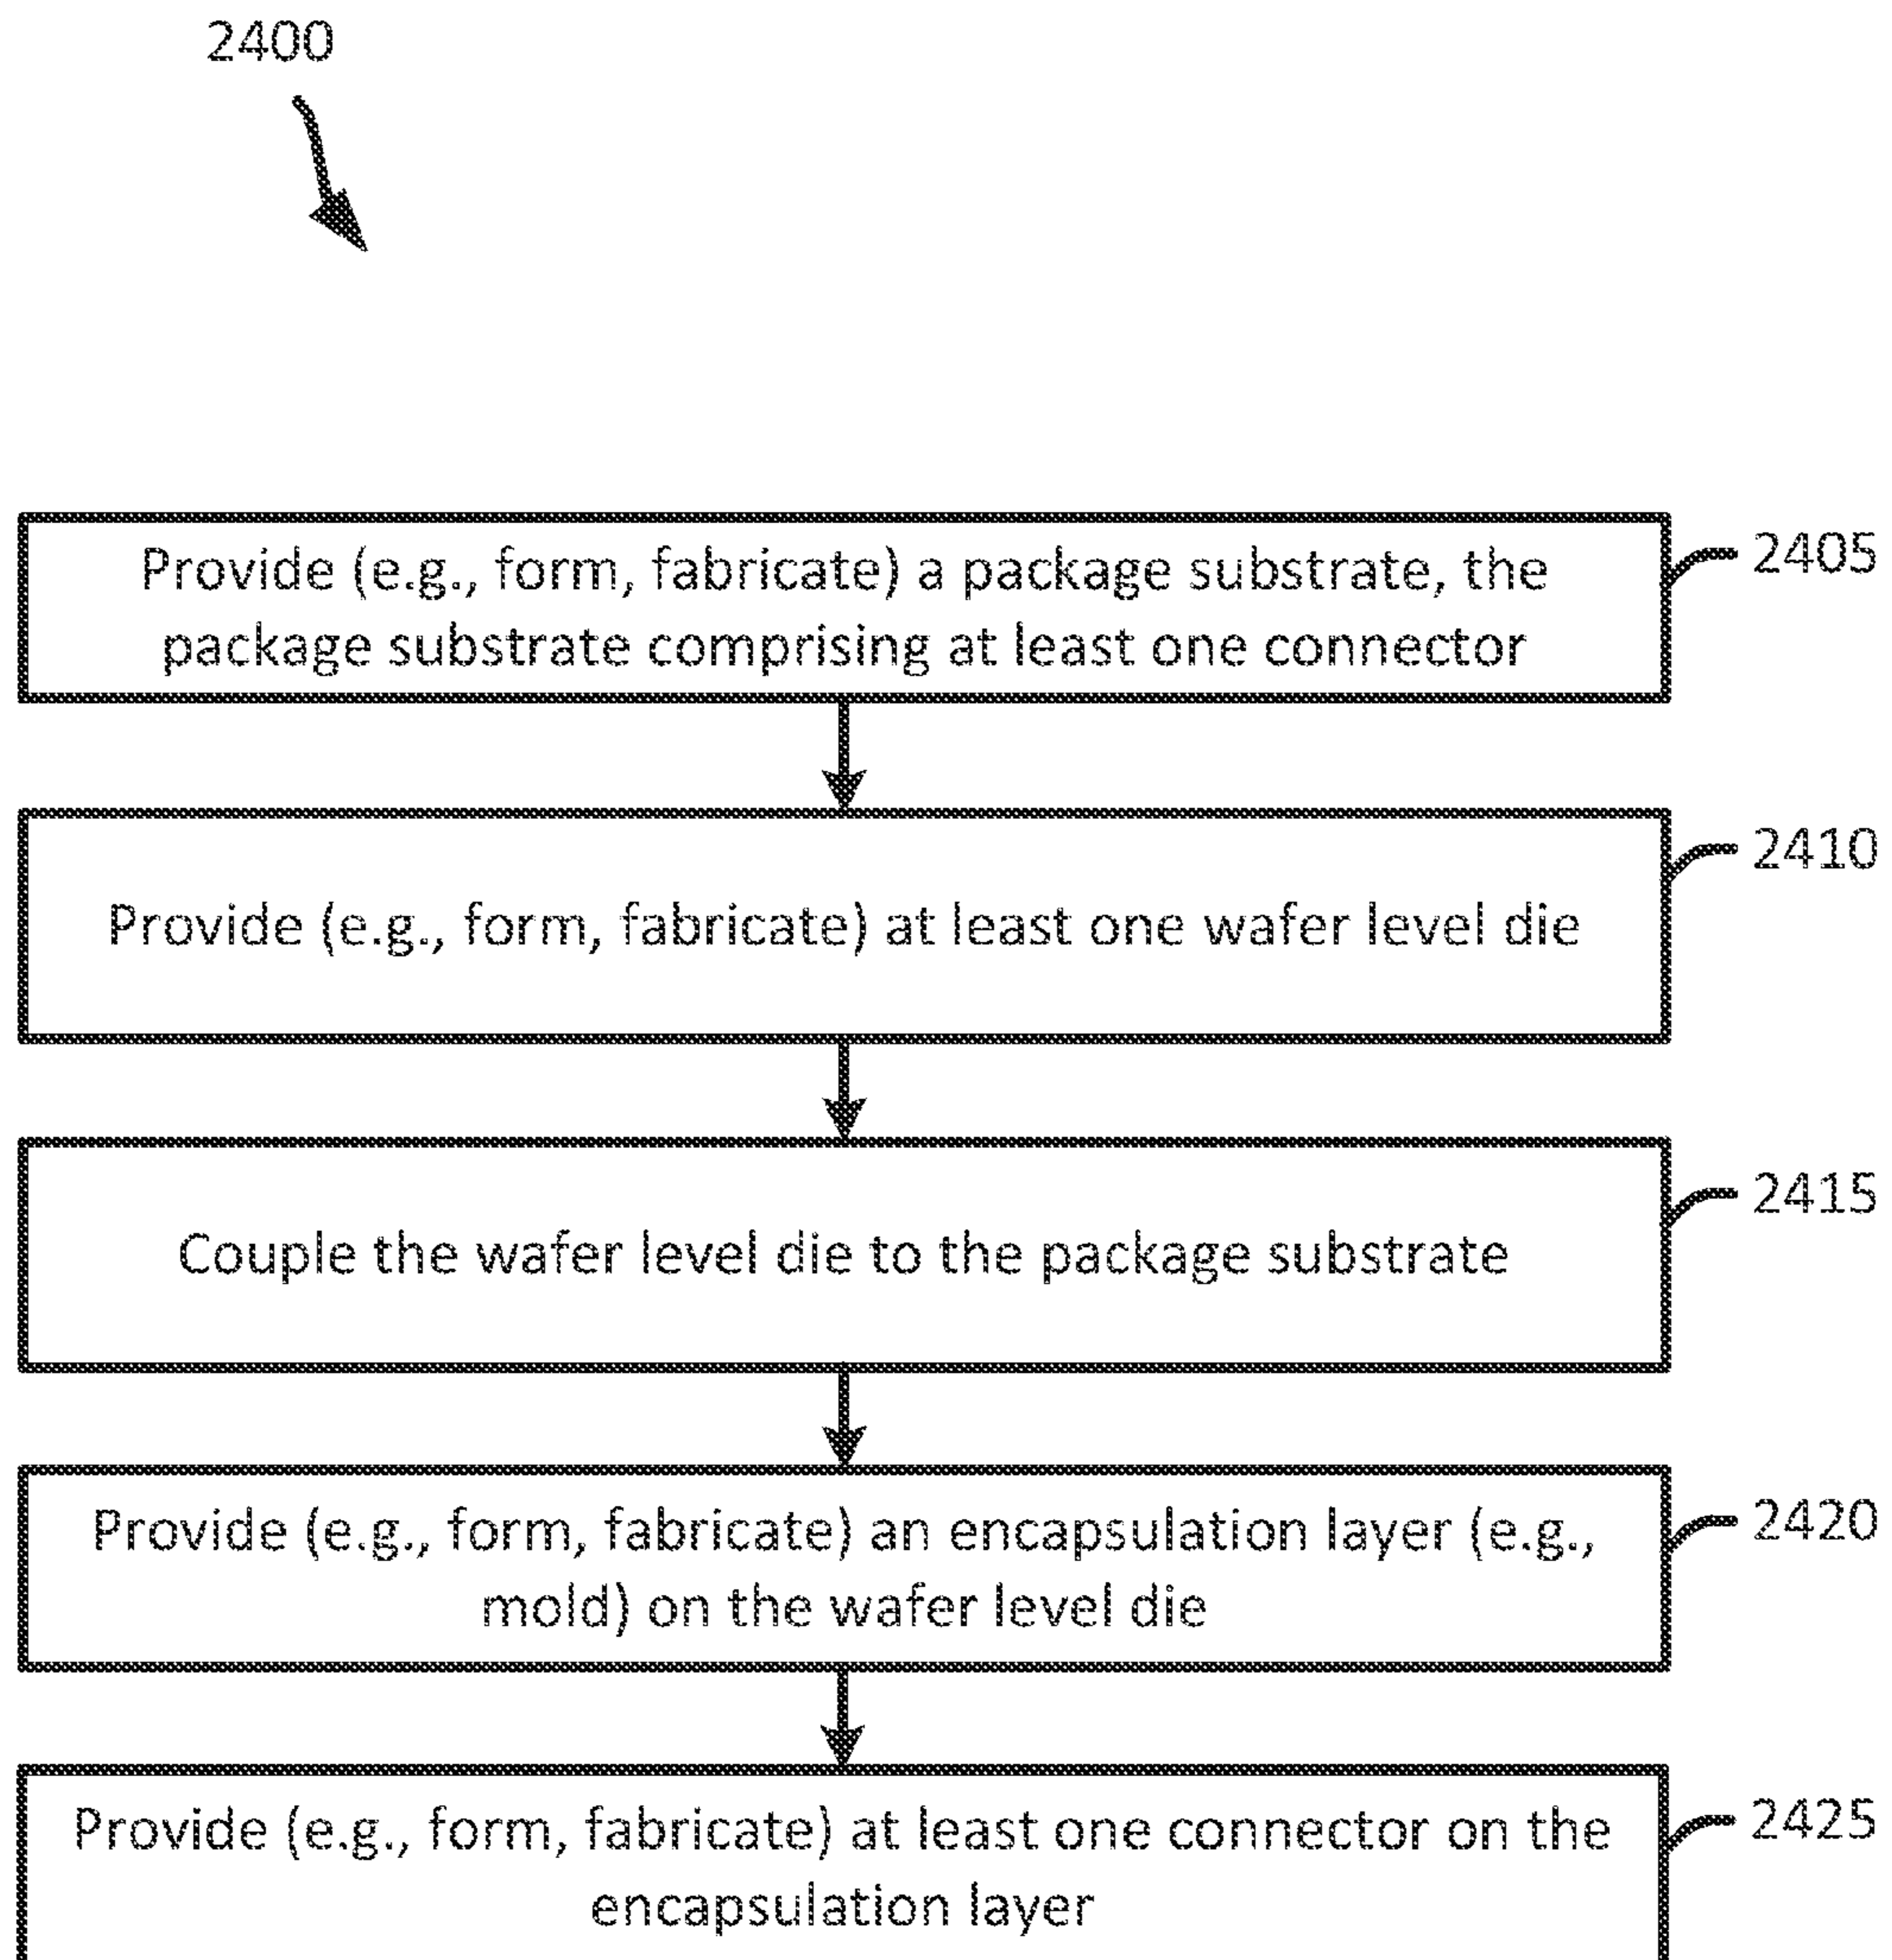 2400
Provide (e.g., form, fabricate) a package substrate, the
package substrate comprising at least one connector
2405
Provide (e.g., form, fabricate) at least one wafer level die
2410
Couple the wafer level die to the package substrate
2415
Provide (e.g., form, fabricate) an encapsulation layer (e.g.,
mold) on the wafer level die
2420
Provide (e.g., form, fabricate) at least one connector on the
encapsulation layer
2425